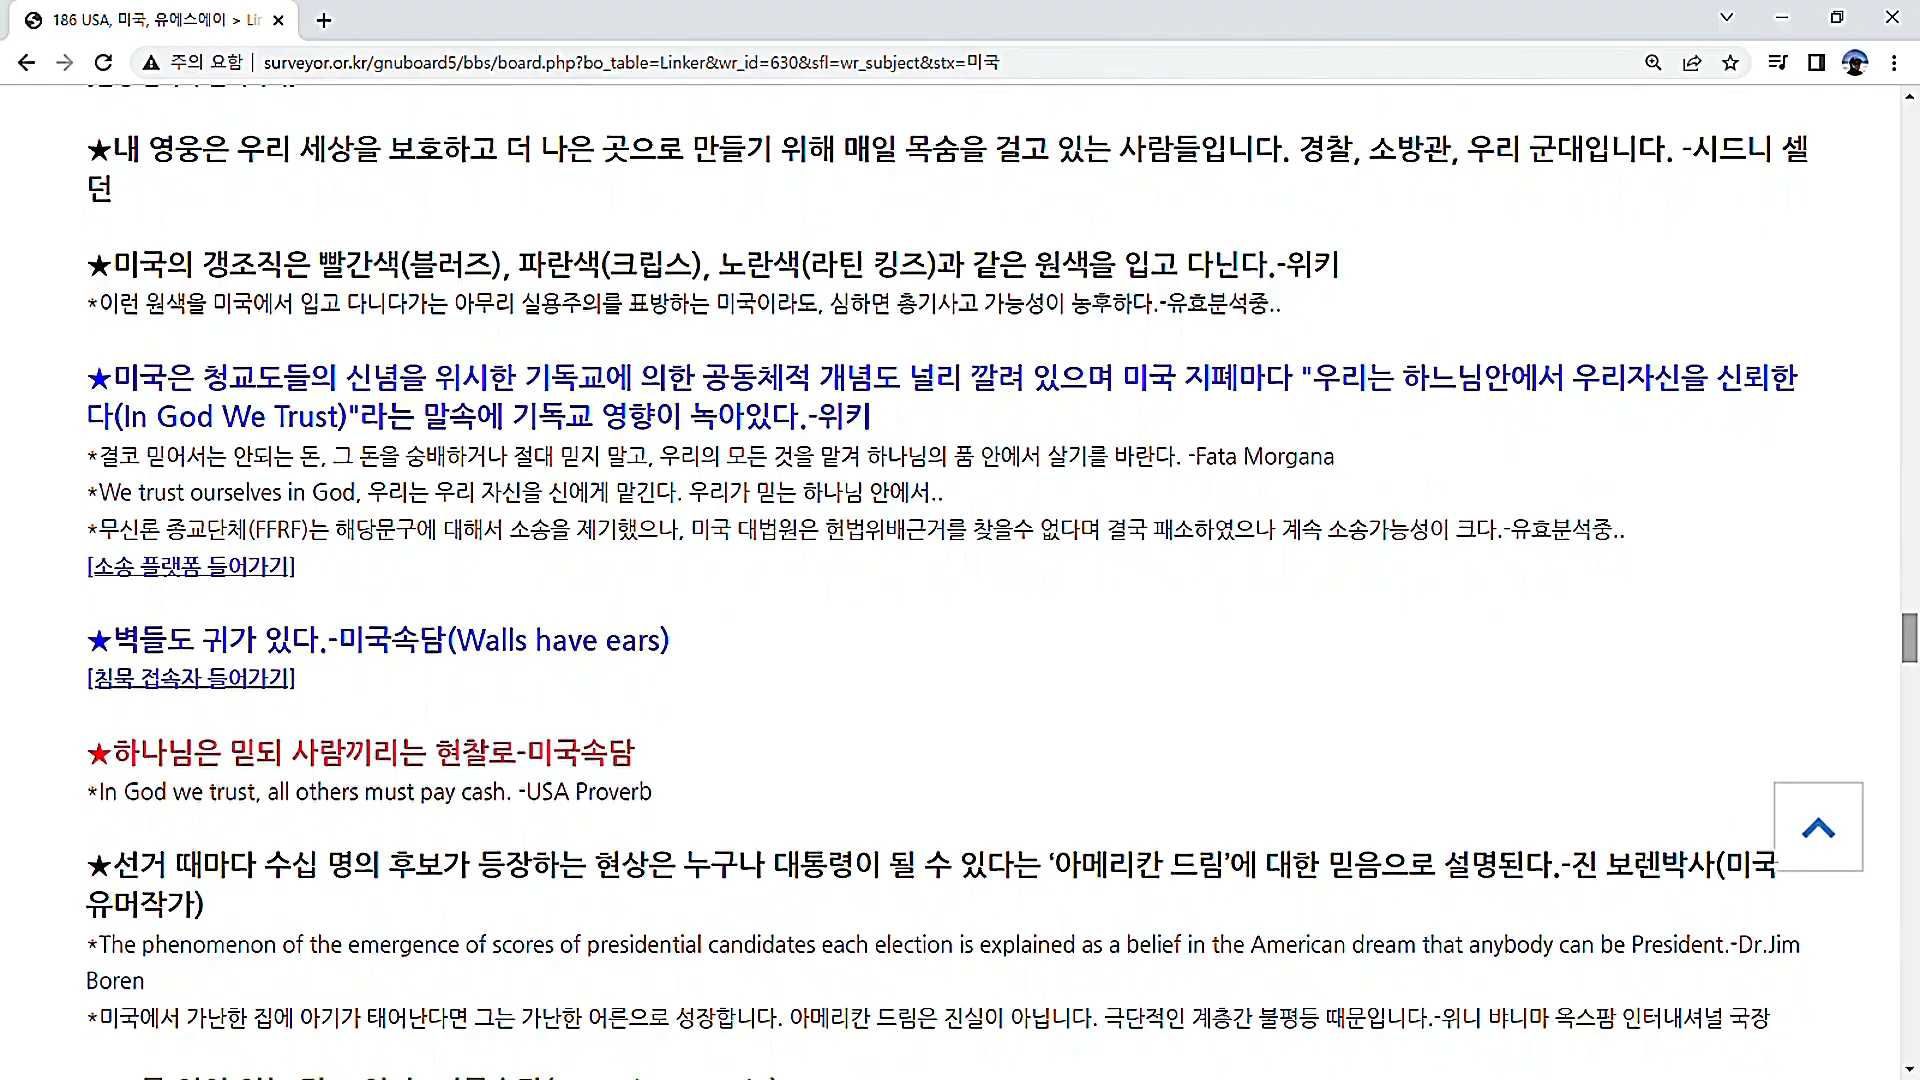 186 USA, 미국, 유에스에이 > Lin
주의 요함 | surveyor.or.kr/gnuboard5/bbs/board.php?bo_table=Linker&wr_id=630&sfl=wr_subject&stx=미국
★내 영웅은 우리 세상을 보호하고 더 나은 곳으로 만들기 위해 매일 목숨을 걸고 있는 사람들입니다. 경찰, 소방관, 우리 군대입니다. -시드니 셀
던
★미국의 갱조직은 빨간색(블러즈), 파란색(크립스), 노란색(라틴 킹즈)과 같은 원색을 입고 다닌다.-위키
*이런 원색을 미국에서 입고 다니다가는 아무리 실용주의를 표방하는 미국이라도, 심하면 총기사고 가능성이 농후하다.-유효분석중..
★미국은 청교도들의 신념을 위시한 기독교에 의한 공동체적 개념도 널리 깔려 있으며 미국 지폐마다 "우리는 하느님안에서 우리자신을 신뢰한
다(In God We Trust)"라는 말속에 기독교 영향이 녹아있다.-위키
*결코 믿어서는 안되는 돈, 그 돈을 숭배하거나 절대 믿지 말고, 우리의 모든 것을 맡겨 하나님의 품 안에서 살기를 바란다. -Fata Morgana
*We trust ourselves in God, 우리는 우리 자신을 신에게 맡긴다. 우리가 믿는 하나님 안에서..
*무신론 종교단체(FFRF)는 해당문구에 대해서 소송을 제기했으나, 미국 대법원은 헌법위배근거를 찾을수 없다며 결국 패소하였으나 계속 소송가능성이 크다.-유효분석중..
[소송 플랫폼 들어가기]
★벽들도 귀가 있다.-미국속담(Walls have ears)
[침묵 접속자 들어가기]
★하나님은 믿되 사람끼리는 현찰로-미국속담
*In God we trust, all others must pay cash. -USA Proverb
★선거 때마다 수십 명의 후보가 등장하는 현상은 누구나 대통령이 될 수 있다는 ‘아메리칸 드림’에 대한 믿음으로 설명된다.-진 보렌박사(미국
유머작가)
*The phenomenon of the emergence of scores of presidential candidates each election is explained as a belief in the American dream that anybody can be President.-Dr.Jim
Boren
*미국에서 가난한 집에 아기가 태어난다면 그는 가난한 어른으로 성장합니다. 아메리칸 드림은 진실이 아닙니다. 극단적인 계층간 불평등 때문입니다.-위니 뱌니마 옥스팜 인터내셔널 국장